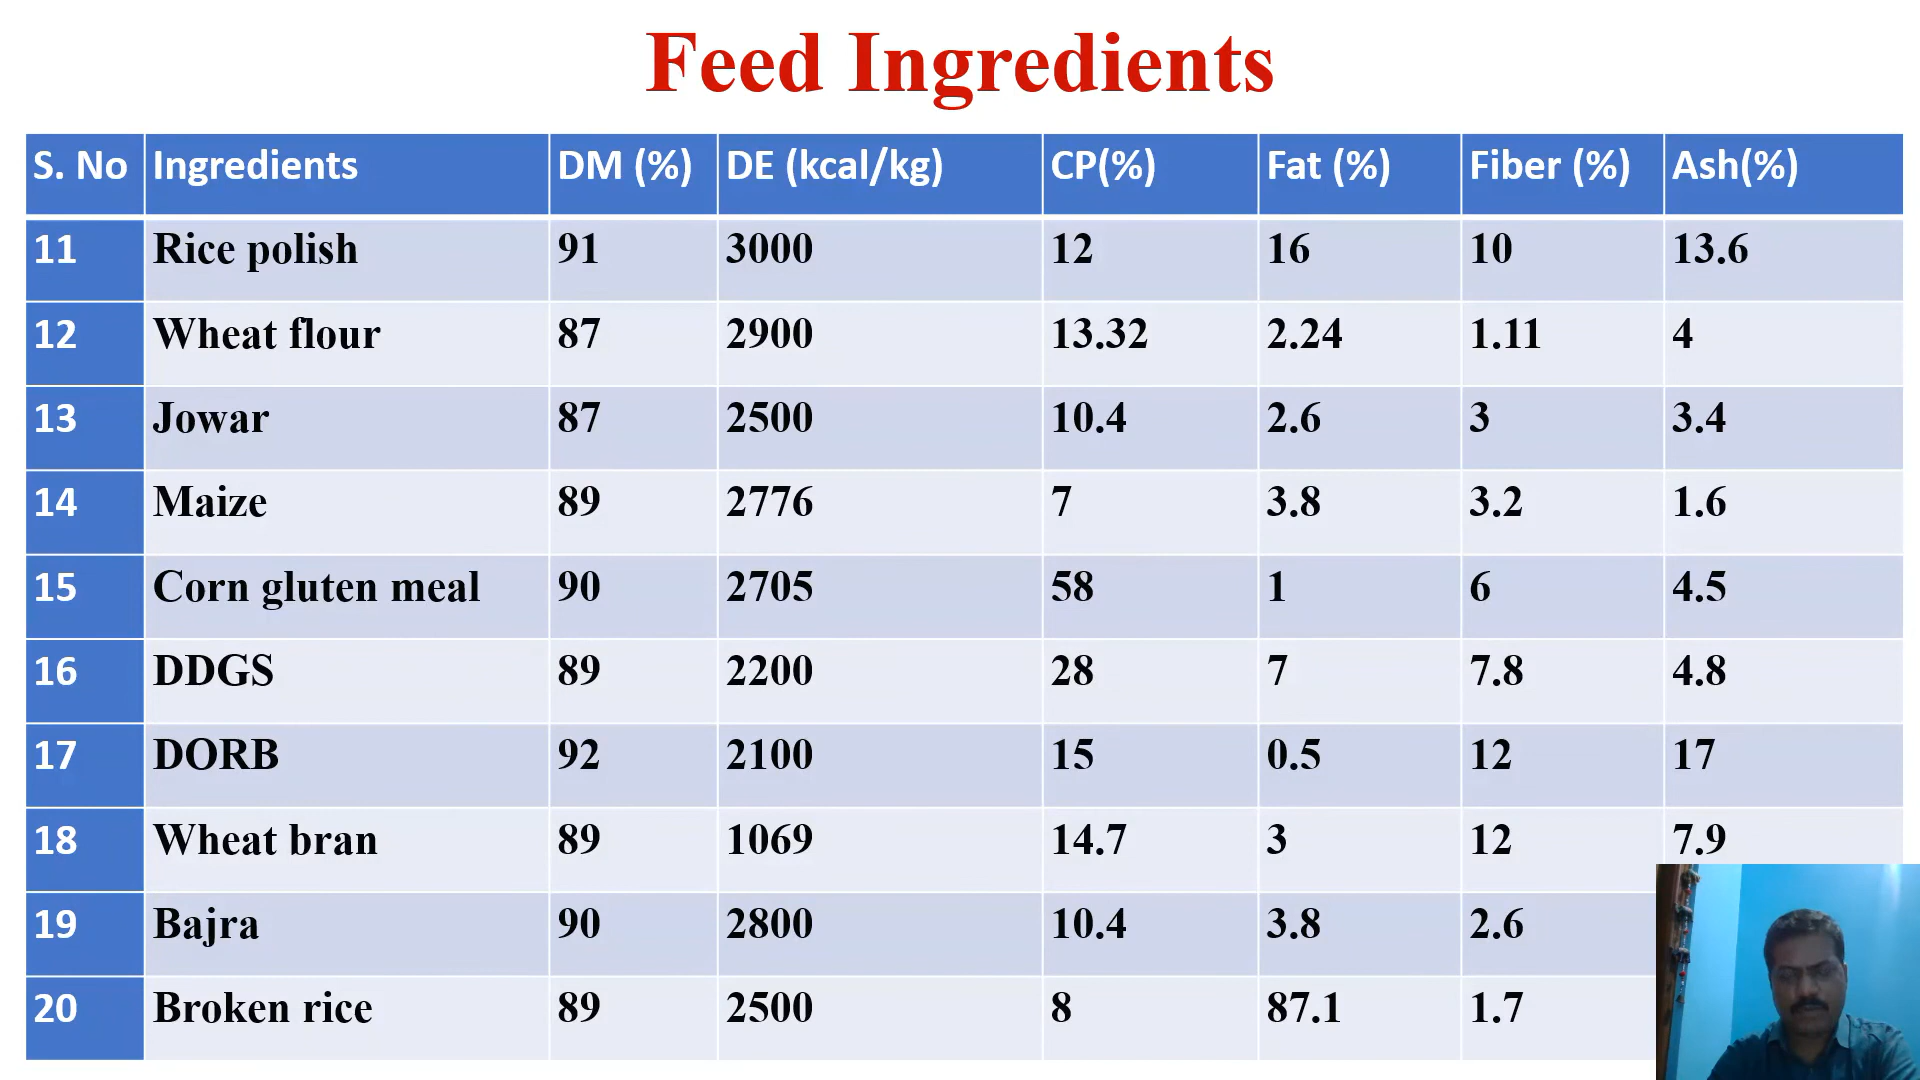 Feed Ingredients
S. No Ingredients DM (%) DE (kcal/kg) CP(%) Fat (%) Fiber (%) Ash(%)
11 Rice polish 91 3000 12 16 10 13.6
12 Wheat flour 87 2900 13.32 2.24 1.11 4
13 Jowar 87 2500 10.4 2.6 3 3.4
14 Maize 89 2776 7 3.8 3.2 1.6
15 Corn gluten meal 90 2705 58 1 6 4.5
16 DDGS 89 2200 28 7 7.8 4.8
17 DORB 92 2100 15 0.5 12 17
18 Wheat bran 89 1069 14.7 3 12 7.9
19 Bajra 90 2800 10.4 3.8 2.6
20 Broken rice 89 2500 8 87.1 1.7